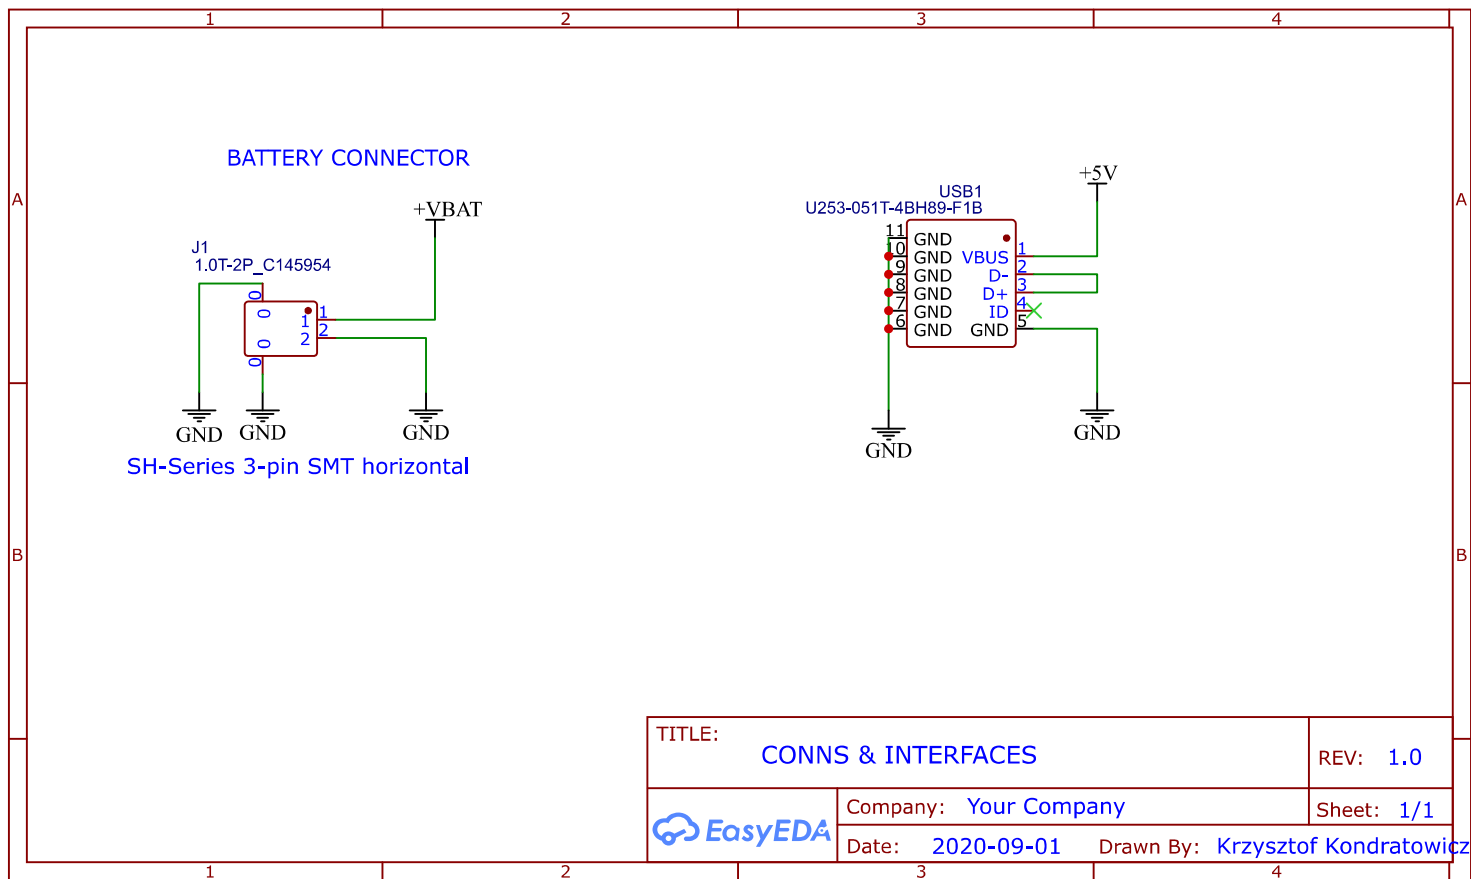 1 2 3 4
A A
BATTERY CONNECTOR
+VBAT
J1
1.0T-2P_C145954
0 0
1 1
2 2
0 0
GND GND GND
SH-Series 3-pin SMT horizontal
+5V
USB1
U253-051T-4BH89-F1B
11 GND
10 GND VBUS 1
9 GND D- 2
8 GND D+ 3
7 GND ID 4
6 GND GND 5
GND
GND
B B
TITLE:
CONNS & INTERFACES
REV: 1.0
EasyEDA
Company: Your Company
Sheet: 1/1
Date: 2020-09-01 Drawn By: Krzysztof Kondratowicz
1 2 3 4